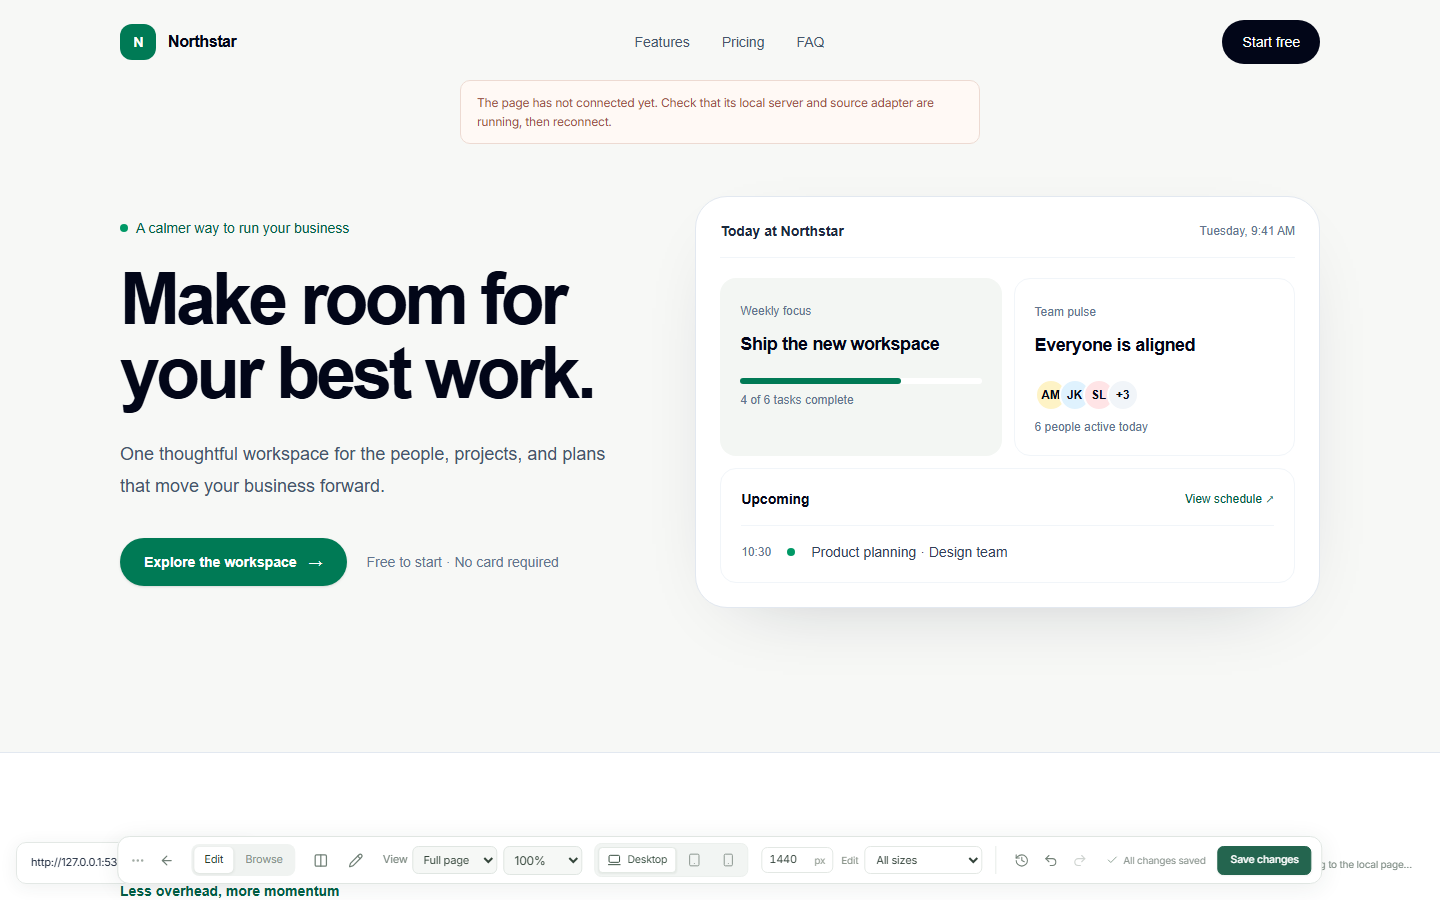 N Northstar
Features Pricing FAQ
Start free
The page has not connected yet. Check that its local server and source adapter are
running, then reconnect.
A calmer way to run your business
Make room for
your best work.
One thoughtful workspace for the people, projects, and plans
that move your business forward.
Explore the workspace →
Free to start · No card required
Today at Northstar
Tuesday, 9:41 AM
Weekly focus
Ship the new workspace
4 of 6 tasks complete
Team pulse
Everyone is aligned
AM JK SL +3
6 people active today
Upcoming
View schedule ↗
10:30 Product planning · Design team
http://127.0.0.1:53
Edit Browse View Full page 100% Desktop 1440 px Edit All sizes All changes saved Save changes
g to the local page...
Less overhead, more momentum